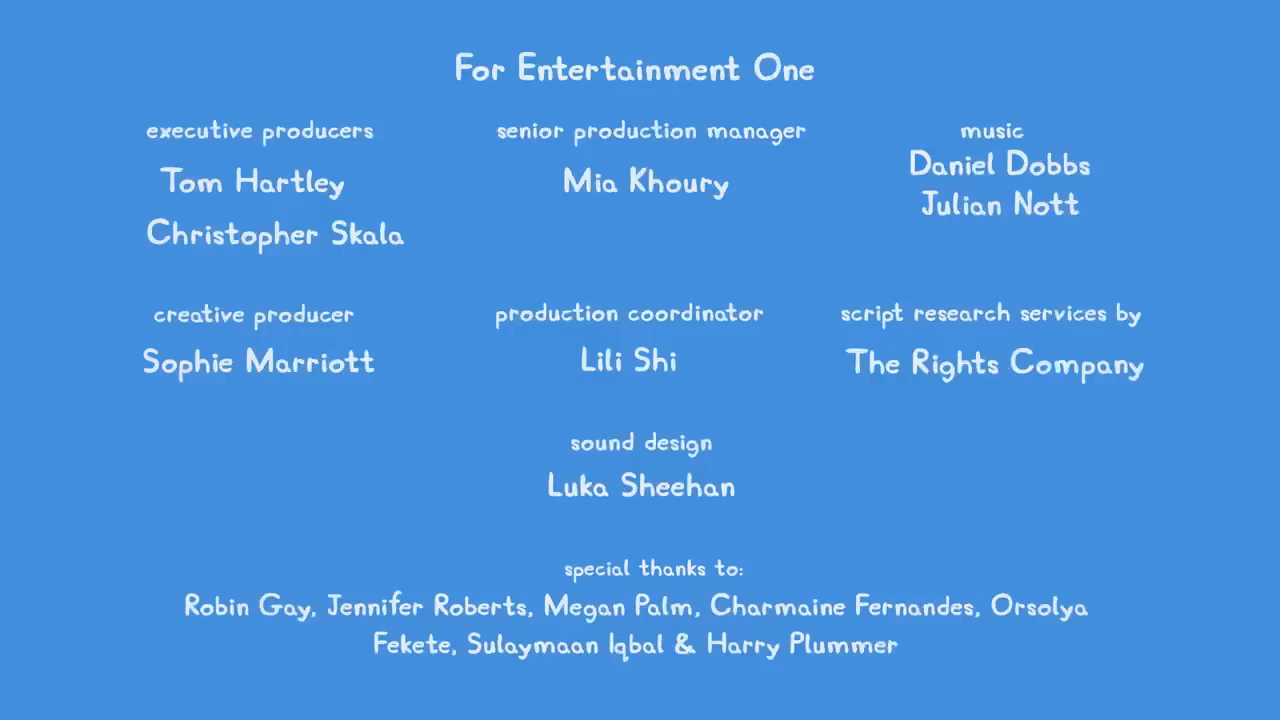 For Entertainment One
executive producers
Tom Hartley
Christopher Skala
senior production manager
Mia Khoury
music
Daniel Dobbs
Julian Nott
creative producer
Sophie Marriott
production coordinator
Lili Shi
script research services by
The Rights Company
sound design
Luka Sheehan
special thanks to:
Robin Gay, Jennifer Roberts, Megan Palm, Charmaine Fernandes, Orsolya
Fekete, Sulaymaan Iqbal & Harry Plummer